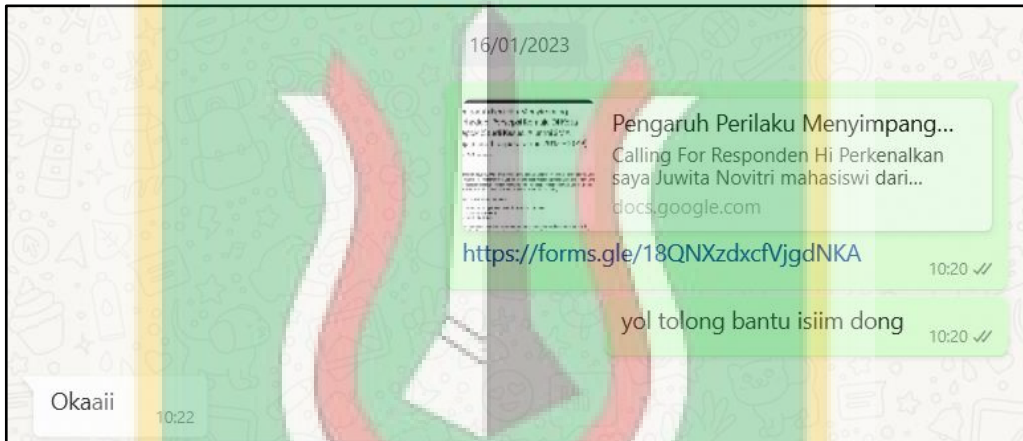 16/01/2023
Pengaruh Perilaku Menyimpang...
Calling For Responden Hi Perkenalkan
saya Juwita Novitri mahasiswi dari...
docs.google.com
https://forms.gle/18QNXzdxcfVjgdNKA
10:20
yol tolong bantu isiim dong
10:20
Okaaii
10:22